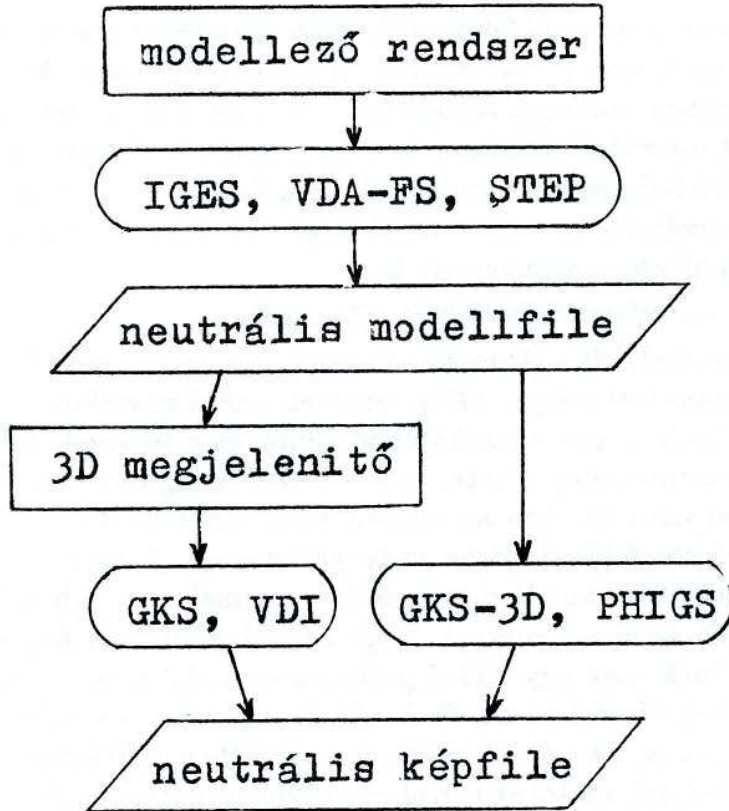 modellező rendszer
IGES, VDA-FS, STEP
neutrális modellfile
3D megjelenitő
GKS, VDI
GKS-3D, PHIGS
neutrális képfile